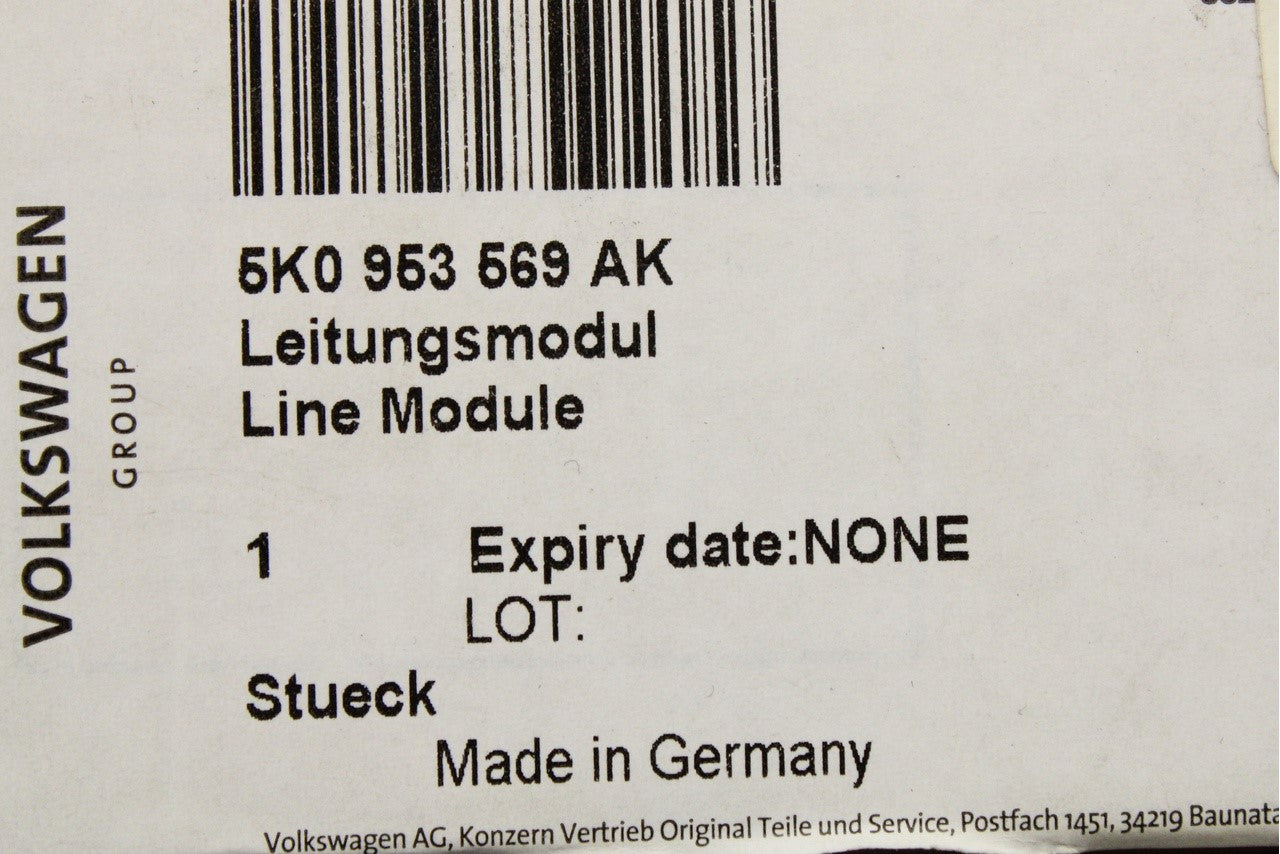 VOLKSWAGEN
GROUP
5K0 953 569 AK
Leitungsmodul
Line Module
1 Expiry date:NONE
LOT:
Stueck
Made in Germany
Volkswagen AG, Konzern Vertrieb Original Teile und Service, Postfach 1451, 34219 Baunata